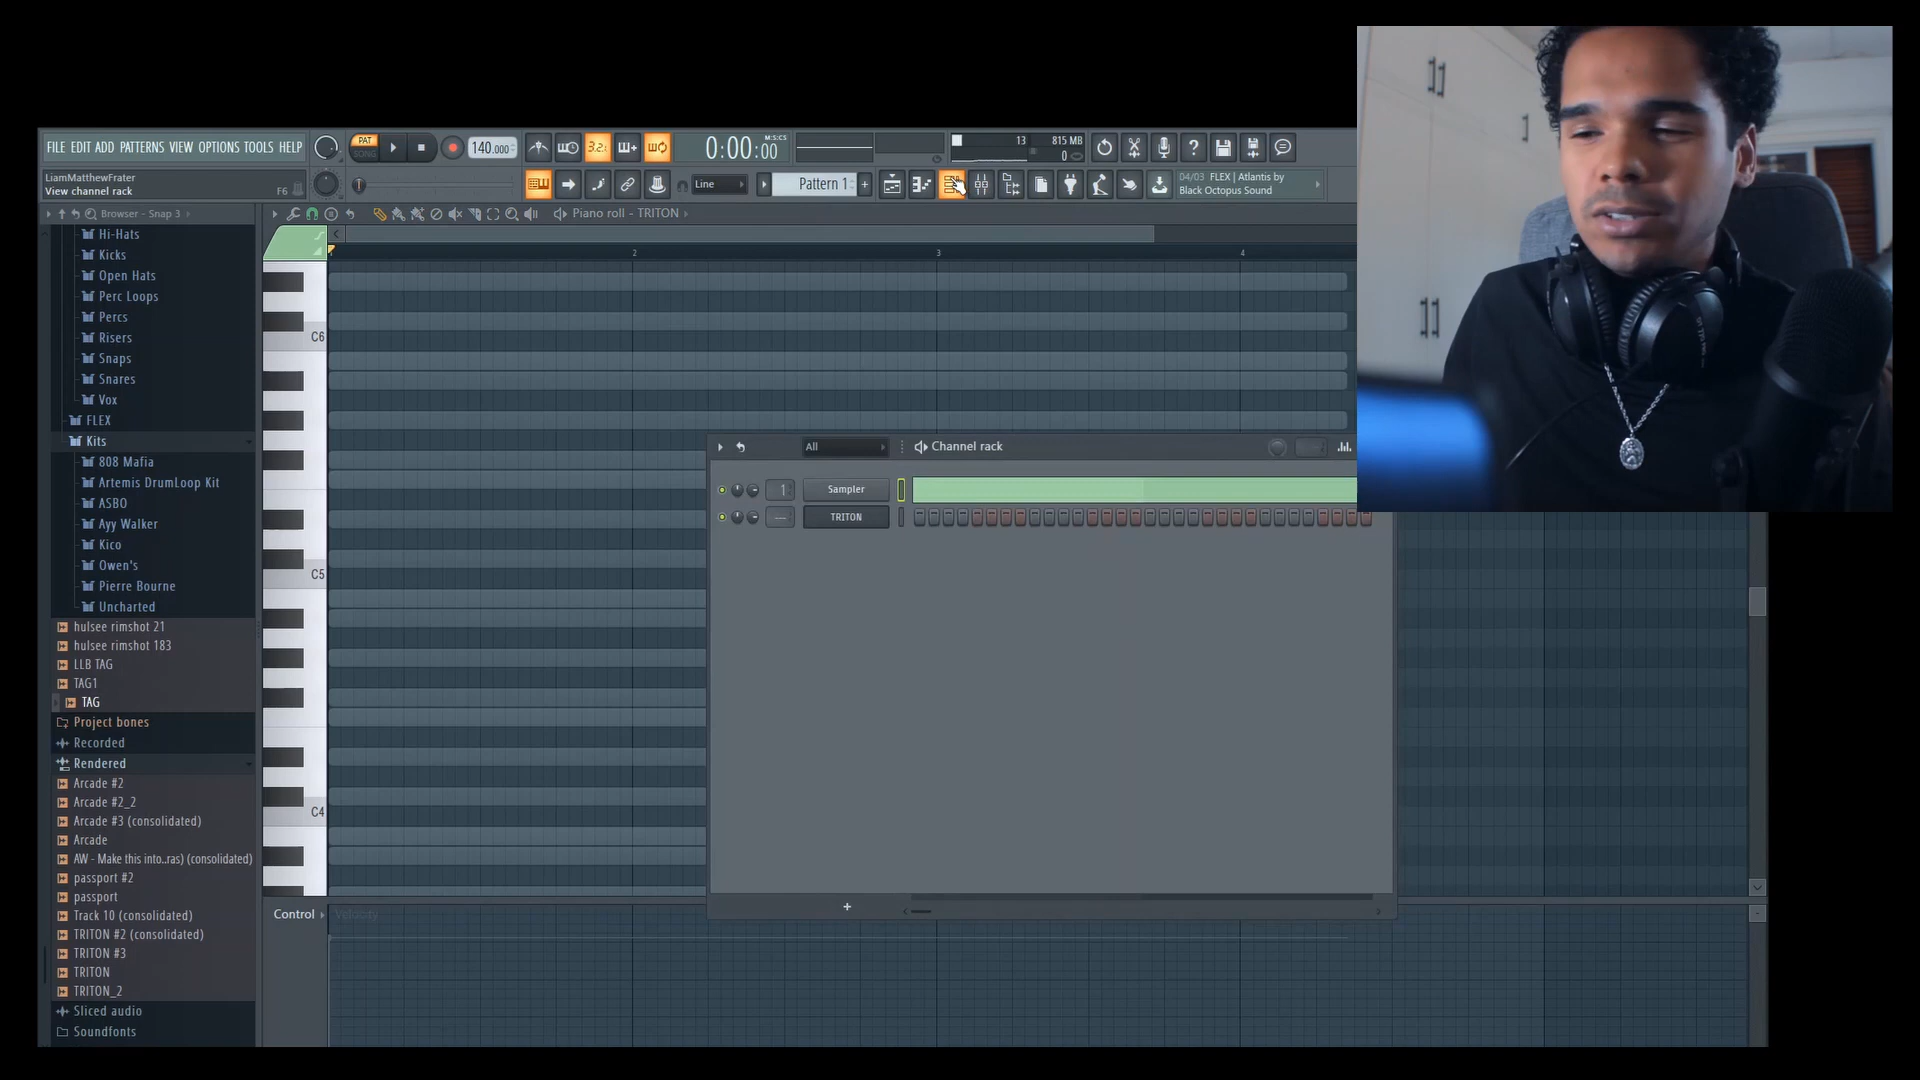 FILE EDIT ADD PATTERNS VIEW OPTIONS TOOLS HELP
PAT
SONG
140.000
3.2.
0:00:00
M:S:CS
13
815 MB
0
LiamMatthewFrater
View channel rack
F6
Line
Pattern 1
04/03 FLEX | Atlantis by
Black Octopus Sound
Browser - Snap 3
Piano roll - TRITON
2
3
4
Hi-Hats
Kicks
Open Hats
Perc Loops
Percs
Risers
Snaps
Snares
Vox
FLEX
Kits
808 Mafia
Artemis DrumLoop Kit
ASBO
Ayy Walker
Kico
Owen's
Pierre Bourne
Uncharted
hulsee rimshot 21
hulsee rimshot 183
LLB TAG
TAG1
TAG
Project bones
Recorded
Rendered
Arcade #2
Arcade #2_2
Arcade #3 (consolidated)
Arcade
AW - Make this into..ras) (consolidated)
passport #2
passport
Track 10 (consolidated)
TRITON #2 (consolidated)
TRITON #3
TRITON
TRITON_2
Sliced audio
Soundfonts
C6
C5
C4
All
Channel rack
1
Sampler
---
TRITON
+
Control
Velocity